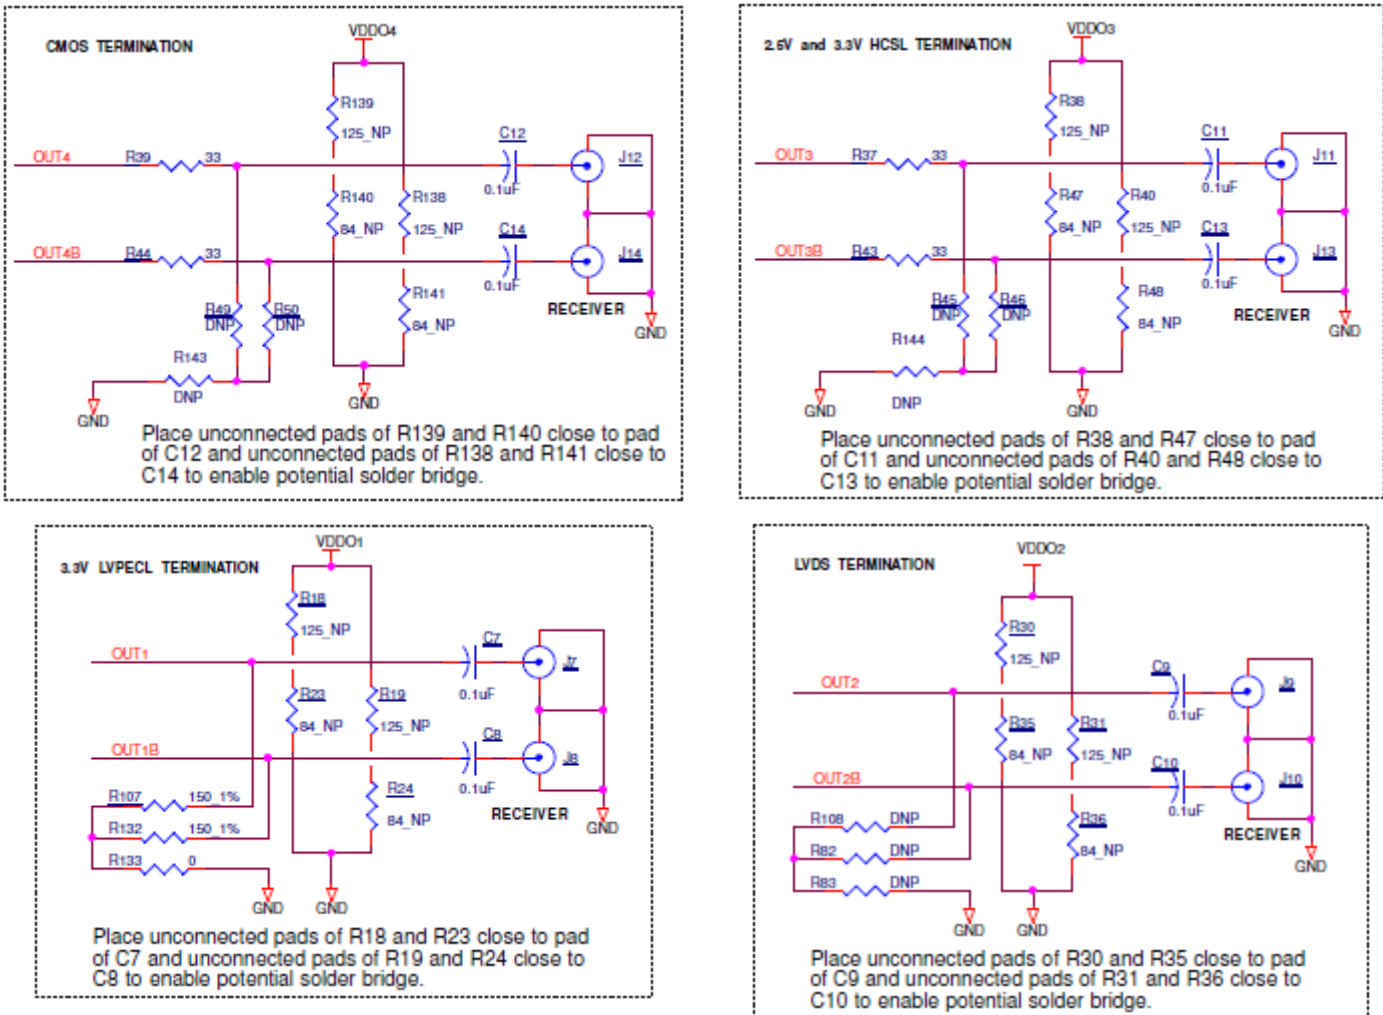 CMOS TERMINATION
VDDO4
R139
125_NP
C12
OUT4
R39
33
J12
0.1uF
R140
84_NP
R138
125_NP
C14
OUT4B
R44
33
J14
0.1uF
R49
DNP
R50
DNP
R141
84_NP
RECEIVER
GND
R143
DNP
GND
GND
Place unconnected pads of R139 and R140 close to pad
of C12 and unconnected pads of R138 and R141 close to
C14 to enable potential solder bridge.
2.5V and 3.3V HCSL TERMINATION
VDDO3
R38
125_NP
C11
OUT3
R37
33
J11
0.1uF
R47
84_NP
R40
125_NP
C13
OUT3B
R43
33
J13
0.1uF
R45
DNP
R46
DNP
R48
84_NP
RECEIVER
GND
R144
DNP
GND
GND
Place unconnected pads of R38 and R47 close to pad
of C11 and unconnected pads of R40 and R48 close to
C13 to enable potential solder bridge.
3.3V LVPECL TERMINATION
VDDO1
R18
125_NP
C7
OUT1
J7
0.1uF
R23
84_NP
R19
125_NP
C8
OUT1B
J8
0.1uF
R107
150_1%
R24
84_NP
RECEIVER
GND
R132
150_1%
R133
0
GND
GND
Place unconnected pads of R18 and R23 close to pad
of C7 and unconnected pads of R19 and R24 close to
C8 to enable potential solder bridge.
LVDS TERMINATION
VDDO2
R30
125_NP
C9
OUT2
J9
0.1uF
R35
84_NP
R31
125_NP
C10
OUT2B
J10
0.1uF
R108
DNP
R36
84_NP
RECEIVER
GND
R82
DNP
R83
DNP
GND
GND
Place unconnected pads of R30 and R35 close to pad
of C9 and unconnected pads of R31 and R36 close to
C10 to enable potential solder bridge.